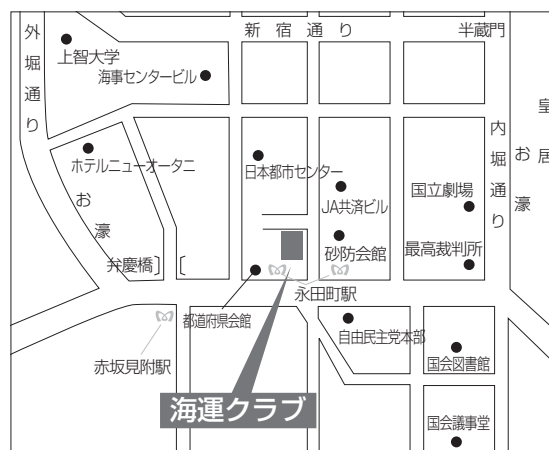 新宿通り
半蔵門
外堀通り
上智大学
海事センタービル
皇居
内堀通り
お濠
ホテルニューオータニ
日本都市センター
お濠
JA共済ビル
国立劇場
砂防会館
最高裁判所
弁慶橋
永田町駅
都道府県会館
自由民主党本部
赤坂見附駅
国会図書館
海運クラブ
国会議事堂